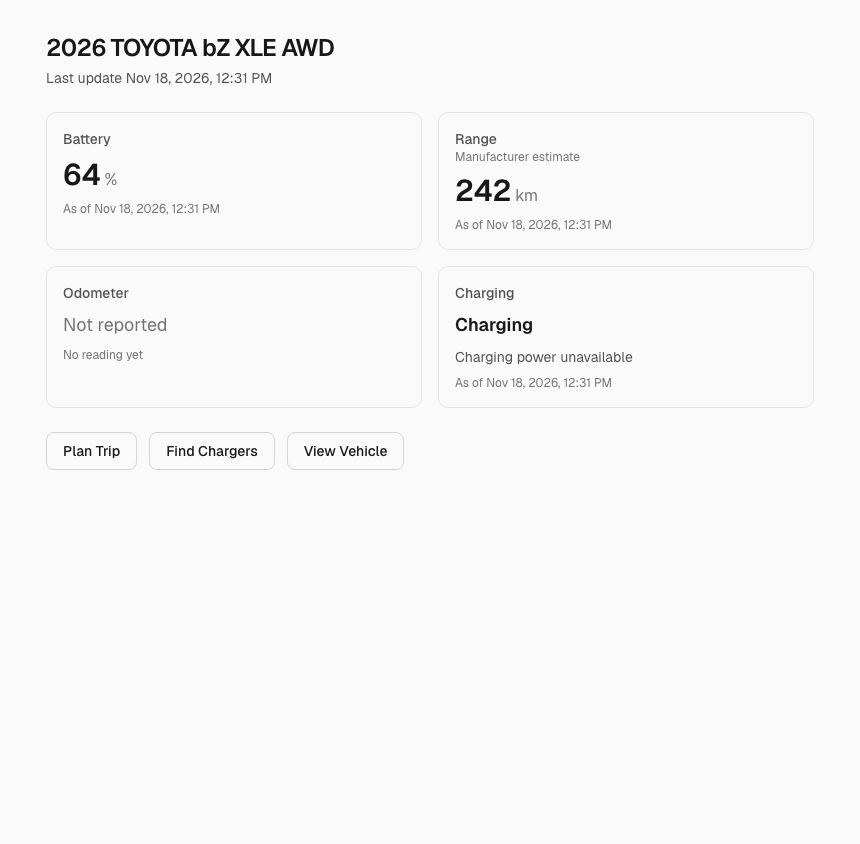 2026 TOYOTA bZ XLE AWD
Last update Nov 18, 2026, 12:31 PM
Battery
64 %
As of Nov 18, 2026, 12:31 PM
Range
Manufacturer estimate
242 km
As of Nov 18, 2026, 12:31 PM
Odometer
Not reported
No reading yet
Charging
Charging
Charging power unavailable
As of Nov 18, 2026, 12:31 PM
Plan Trip
Find Chargers
View Vehicle